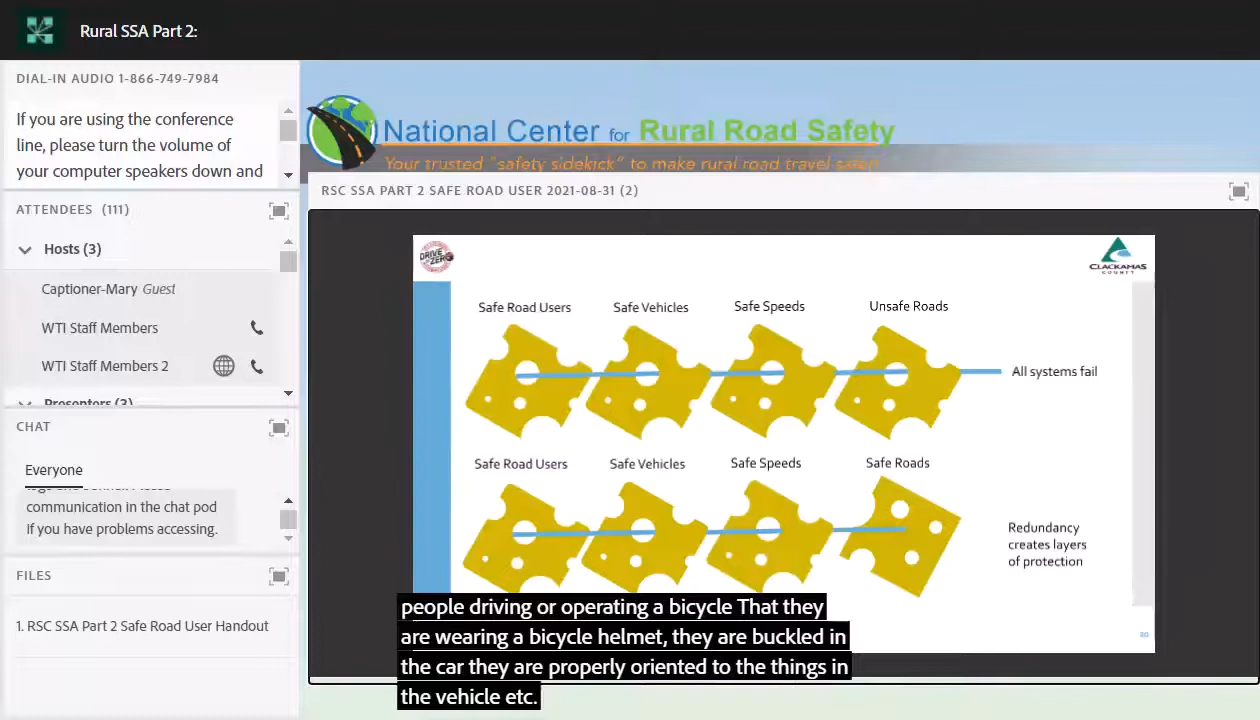 Rural SSA Part 2:
DIAL-IN AUDIO 1-866-749-7984
If you are using the conference
line, please turn the volume of
your computer speakers down and
ATTENDEES (111)
Hosts (3)
Captioner-Mary Guest
WTI Staff Members
WTI Staff Members 2
Presenters (3)
CHAT
Everyone
communication in the chat pod
if you have problems accessing.
FILES
1. RSC SSA Part 2 Safe Road User Handout
National Center for Rural Road Safety
Your trusted "safety sidekick" to make rural road travel safer!
RSC SSA PART 2 SAFE ROAD USER 2021-08-31 (2)
DRIVE TO ZERO
CLACKAMAS
COUNTY
Safe Road Users Safe Vehicles Safe Speeds Unsafe Roads
All systems fail
Safe Road Users Safe Vehicles Safe Speeds Safe Roads
Redundancy
creates layers
of protection
20
people driving or operating a bicycle That they
are wearing a bicycle helmet, they are buckled in
the car they are properly oriented to the things in
the vehicle etc.